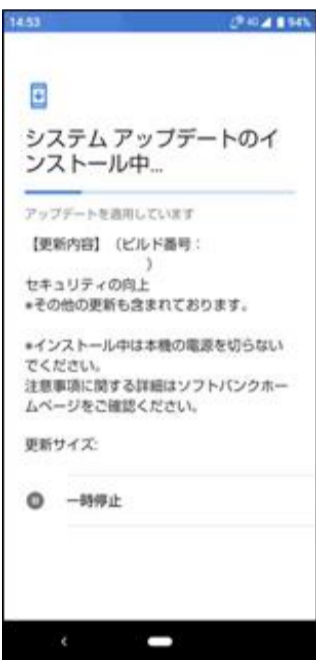 14:53
4G 94%
システム アップデートのイ
ンストール中...
アップデートを適用しています
【更新内容】（ビルド番号：
）
セキュリティの向上
*その他の更新も含まれております。
*インストール中は本機の電源を切らない
でください。
注意事項に関する詳細はソフトバンクホー
ムページをご確認ください。
更新サイズ:
一時停止